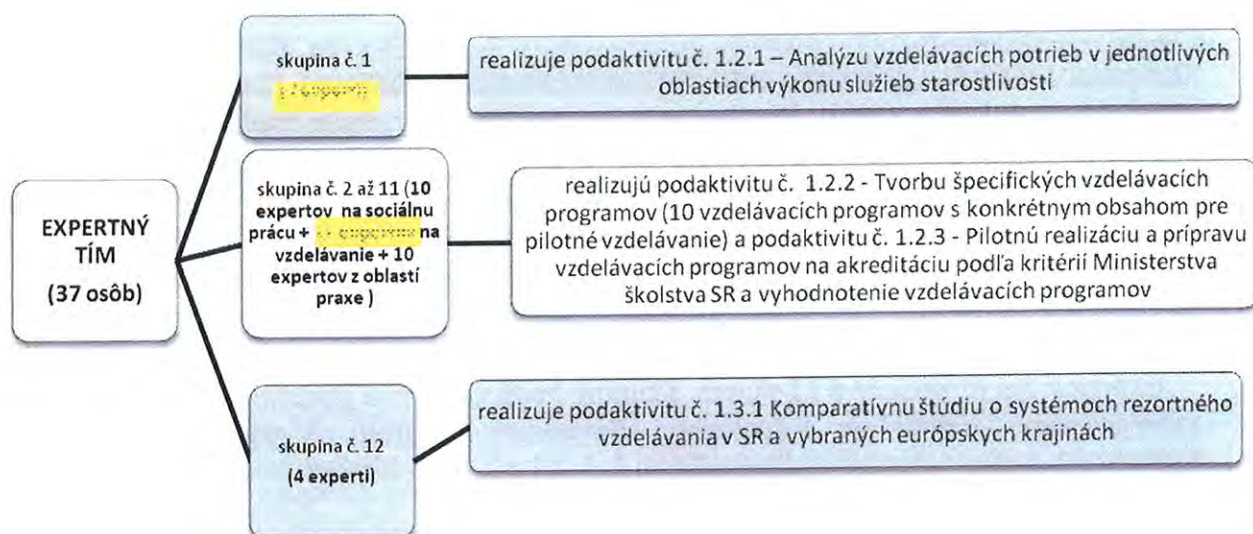 EXPERTNÝ
TÍM
(37 osôb)
skupina č. 1
realizuje podaktivitu č. 1.2.1 – Analýzu vzdelávacích potrieb v jednotlivých
oblastiach výkonu služieb starostlivosti
skupina č. 2 až 11 (10
expertov na sociálnu
prácu + na
vzdelávanie + 10
expertov z oblastí
praxe )
realizujú podaktivitu č. 1.2.2 - Tvorbu špecifických vzdelávacích
programov (10 vzdelávacích programov s konkrétnym obsahom pre
pilotné vzdelávanie) a podaktivitu č. 1.2.3 - Pilotnú realizáciu a prípravu
vzdelávacích programov na akreditáciu podľa kritérií Ministerstva
školstva SR a vyhodnotenie vzdelávacích programov
skupina č. 12
(4 experti)
realizuje podaktivitu č. 1.3.1 Komparatívnu štúdiu o systémoch rezortného
vzdelávania v SR a vybraných európskych krajinách